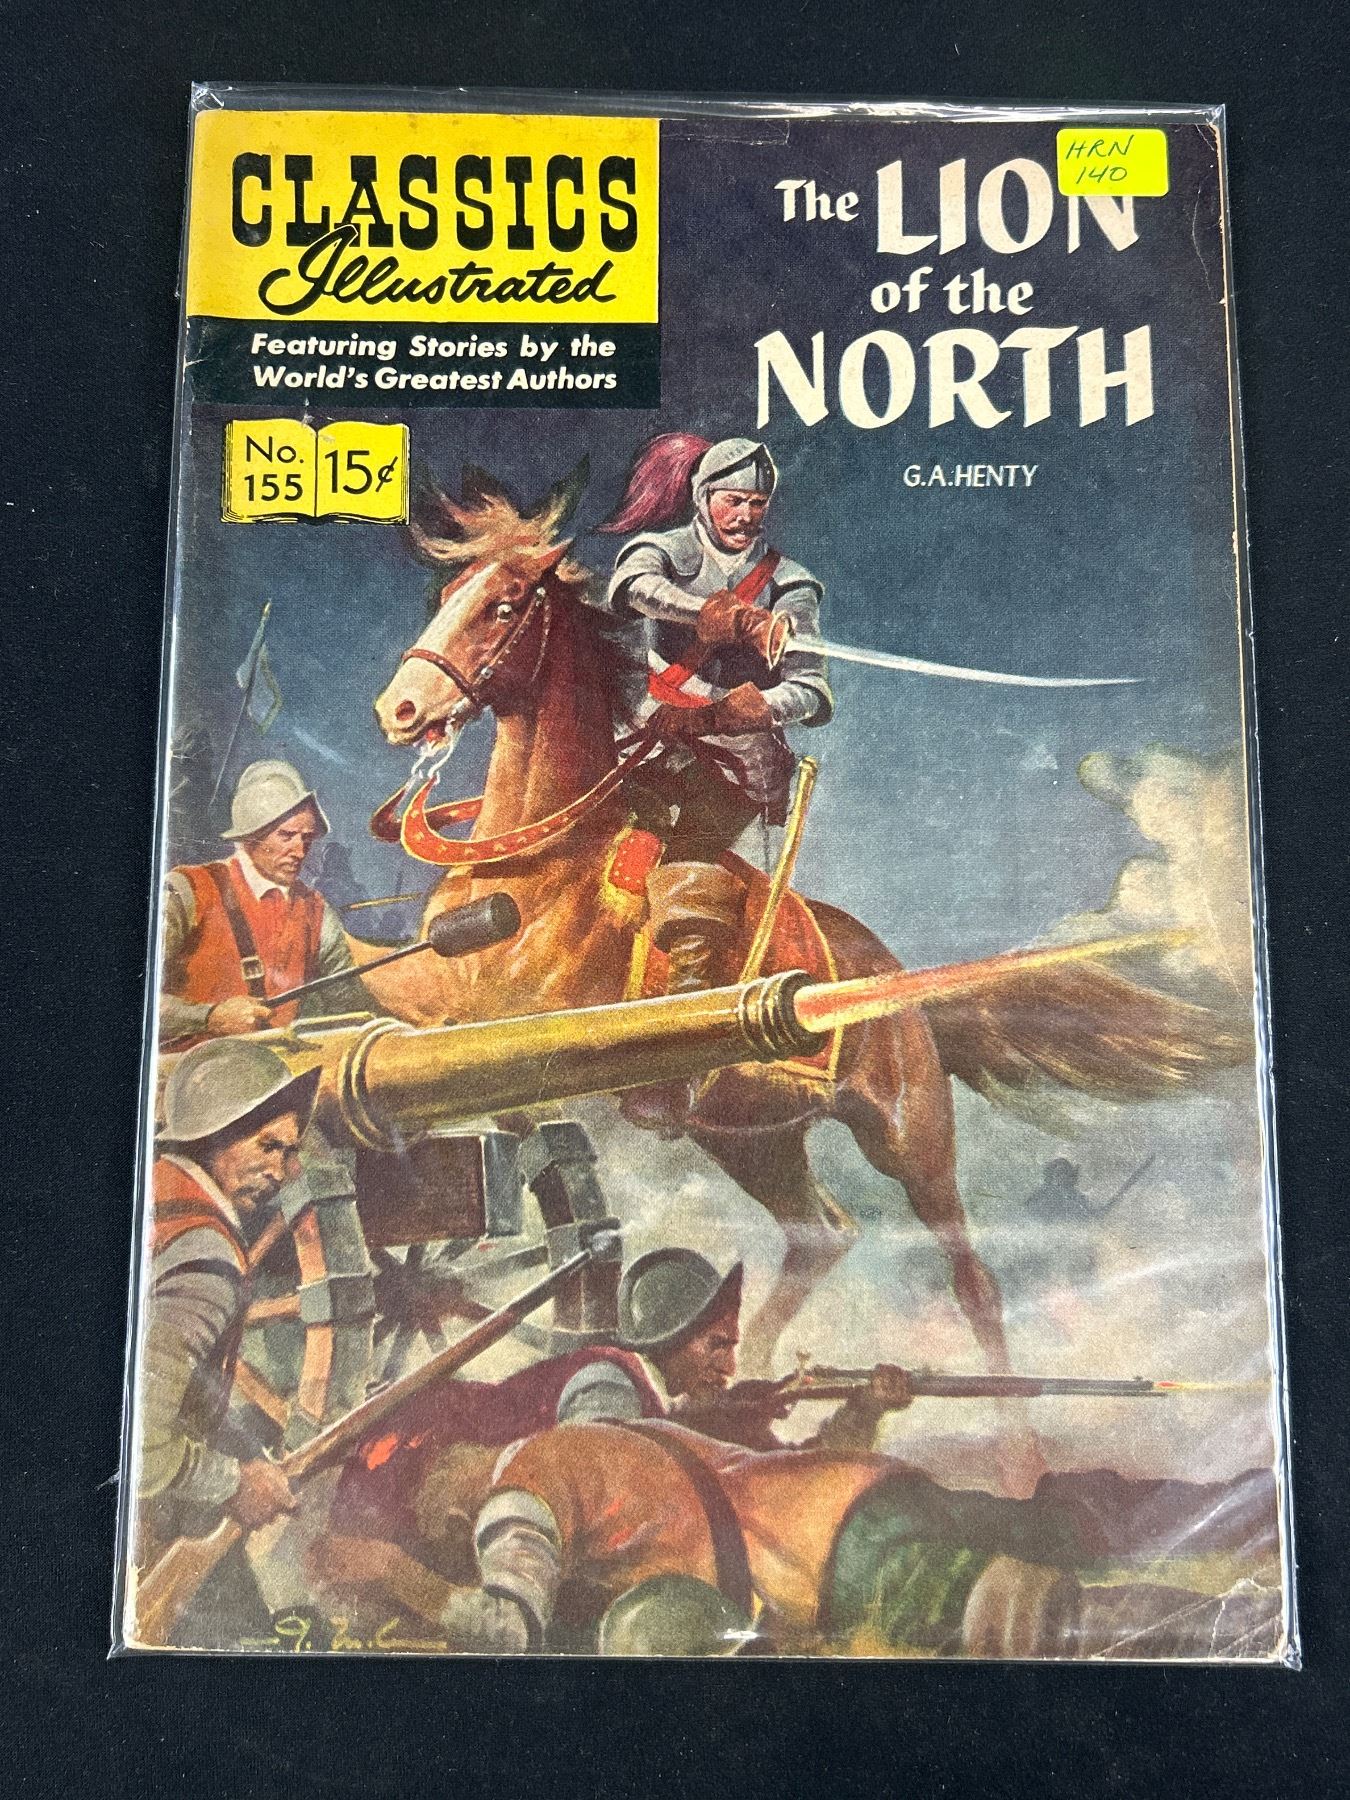 CLASSICS
Illustrated
Featuring Stories by the
World's Greatest Authors
No.
155
15¢
HRN
140
The LION
of the
NORTH
G.A.HENTY